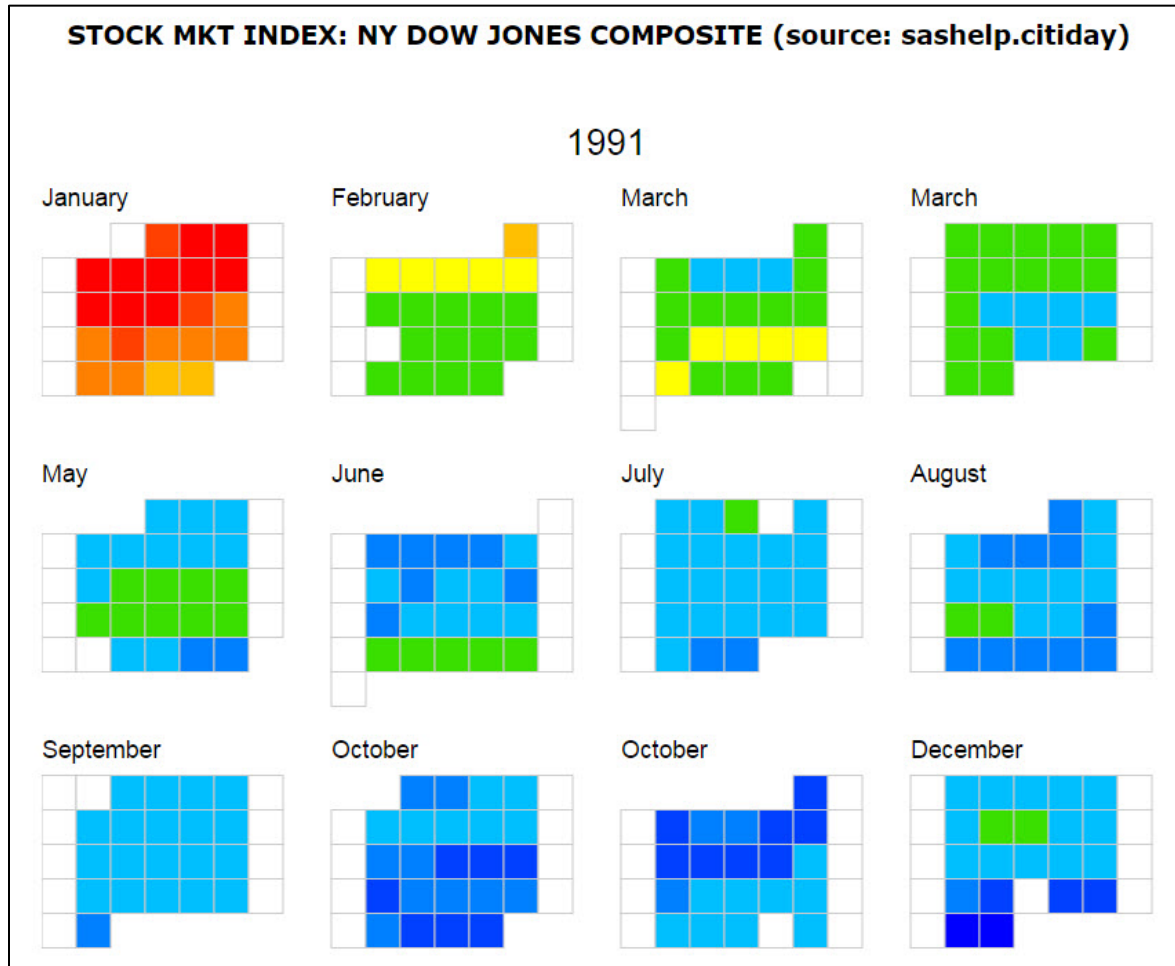 STOCK MKT INDEX: NY DOW JONES COMPOSITE (source: sashelp.citiday)
1991
January February March March
May June July August
September October October December